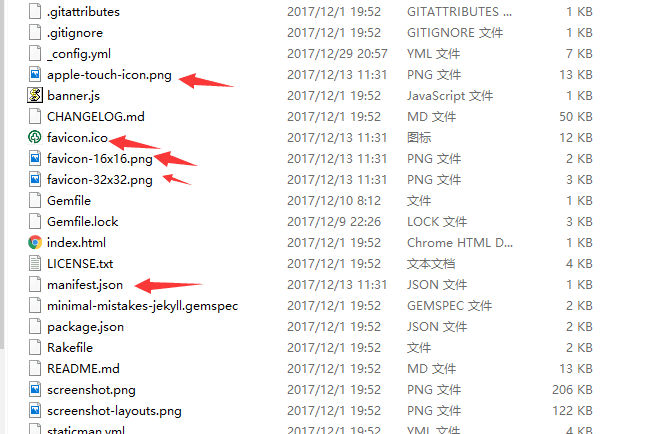 .gitattributes 2017/12/1 19:52 GITATTRIBUTES ... 1 KB
.gitignore 2017/12/1 19:52 GITIGNORE 文件 1 KB
_config.yml 2017/12/29 20:57 YML 文件 7 KB
apple-touch-icon.png 2017/12/13 11:31 PNG 文件 13 KB
banner.js 2017/12/1 19:52 JavaScript 文件 1 KB
CHANGELOG.md 2017/12/1 19:52 MD 文件 50 KB
favicon.ico 2017/12/13 11:31 图标 12 KB
favicon-16x16.png 2017/12/13 11:31 PNG 文件 2 KB
favicon-32x32.png 2017/12/13 11:31 PNG 文件 3 KB
Gemfile 2017/12/10 8:12 文件 1 KB
Gemfile.lock 2017/12/9 22:26 LOCK 文件 3 KB
index.html 2017/12/1 19:52 Chrome HTML D... 1 KB
LICENSE.txt 2017/12/1 19:52 文本文档 4 KB
manifest.json 2017/12/13 11:31 JSON 文件 1 KB
minimal-mistakes-jekyll.gemspec 2017/12/1 19:52 GEMSPEC 文件 2 KB
package.json 2017/12/1 19:52 JSON 文件 2 KB
Rakefile 2017/12/1 19:52 文件 2 KB
README.md 2017/12/1 19:52 MD 文件 13 KB
screenshot.png 2017/12/1 19:52 PNG 文件 206 KB
screenshot-layouts.png 2017/12/1 19:52 PNG 文件 122 KB
staticman.yml 2017/12/1 19:52 YML 文件 4 KB